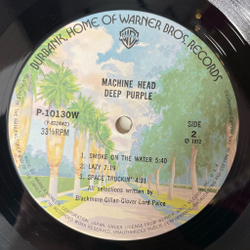 BURBANK, HOME OF WARNER BROS. RECORDS
MACHINE HEAD
DEEP PURPLE
P-10130W
33⅓RPM
SIDE
2
℗ 1972
1. SMOKE ON THE WATER 5:40
2. LAZY 7:19
3. SPACE TRUCKIN' 4:31
All selections written by
Blackmore-Gillan-Glover-Lord-Paice